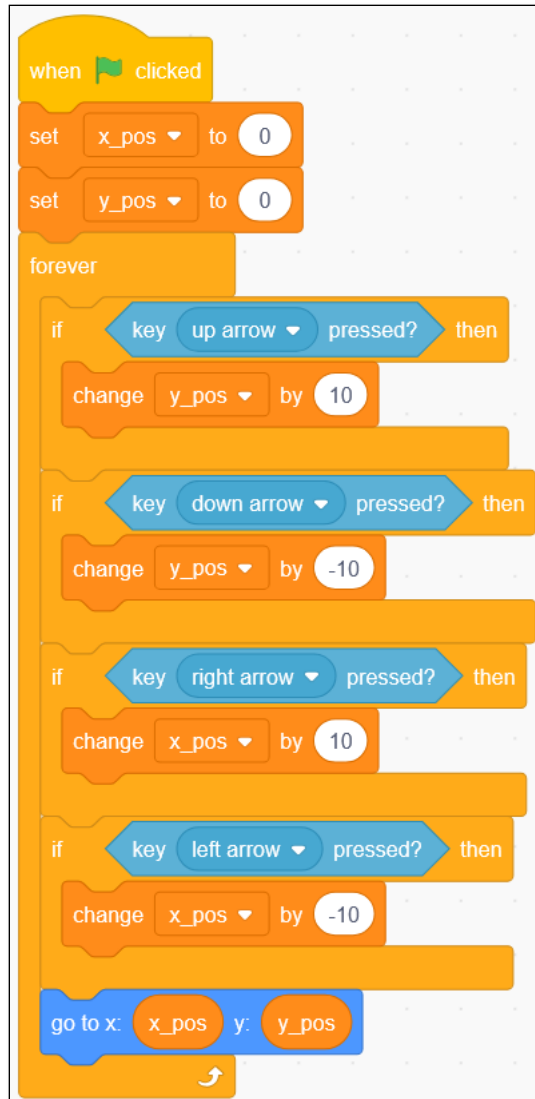 when clicked
set x_pos to 0
set y_pos to 0
forever
if key up arrow pressed? then
change y_pos by 10
if key down arrow pressed? then
change y_pos by -10
if key right arrow pressed? then
change x_pos by 10
if key left arrow pressed? then
change x_pos by -10
go to x: x_pos y: y_pos